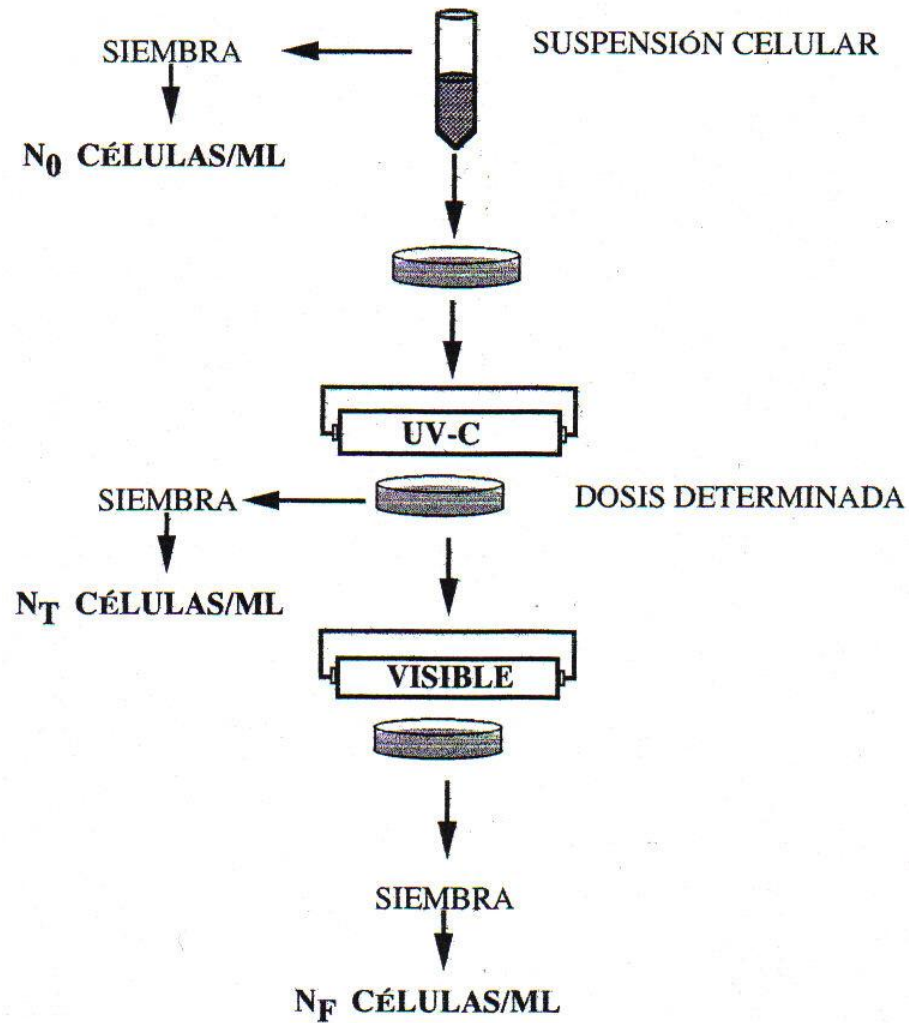 SIEMBRA
SUSPENSIÓN CELULAR
N0 CÉLULAS/ML
UV-C
SIEMBRA
DOSIS DETERMINADA
NT CÉLULAS/ML
VISIBLE
SIEMBRA
NF CÉLULAS/ML